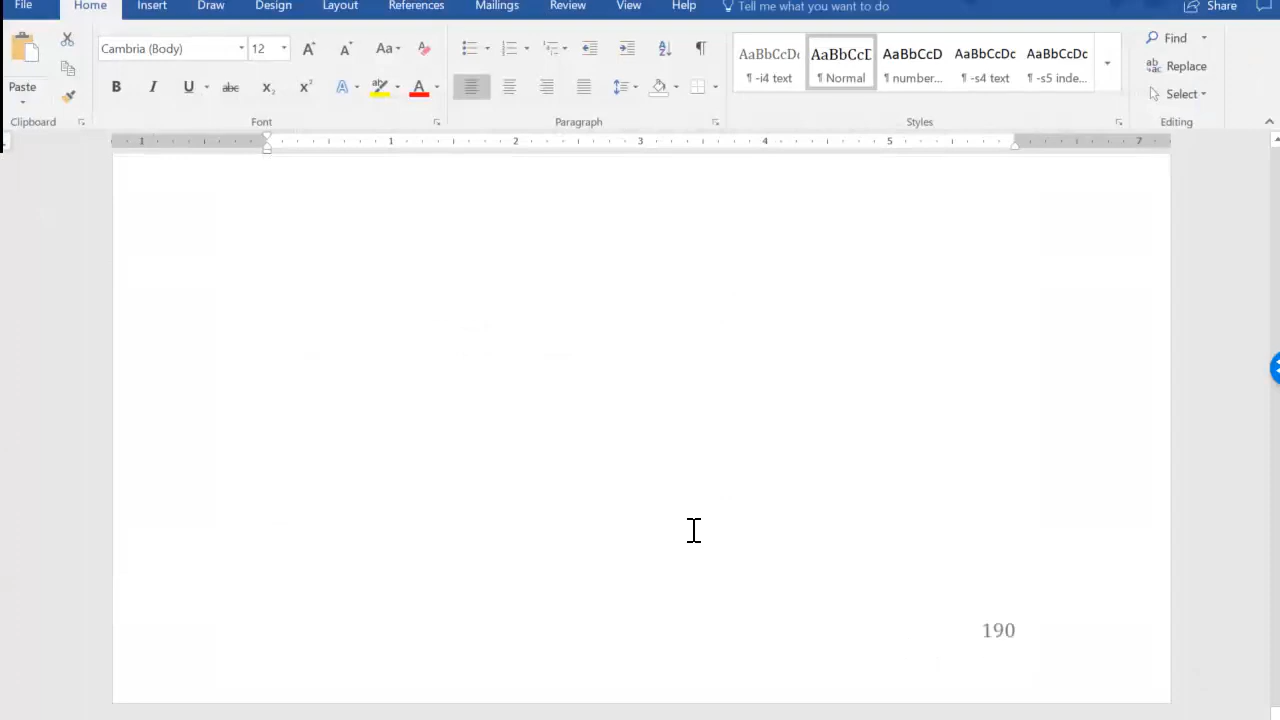 File Home Insert Draw Design Layout References Mailings Review View Help Tell me what you want to do Share
Cambria (Body) 12 Aa AaBbCcDc AaBbCcD AaBbCcD AaBbCcDc AaBbCcDc Find
Replace
Paste B I U abc x₂ x² A ab A ¶ -i4 text ¶ Normal ¶ number... ¶ -s4 text ¶ -s5 inde... Select
Clipboard Font Paragraph Styles Editing
1 1 2 3 4 5 7
190